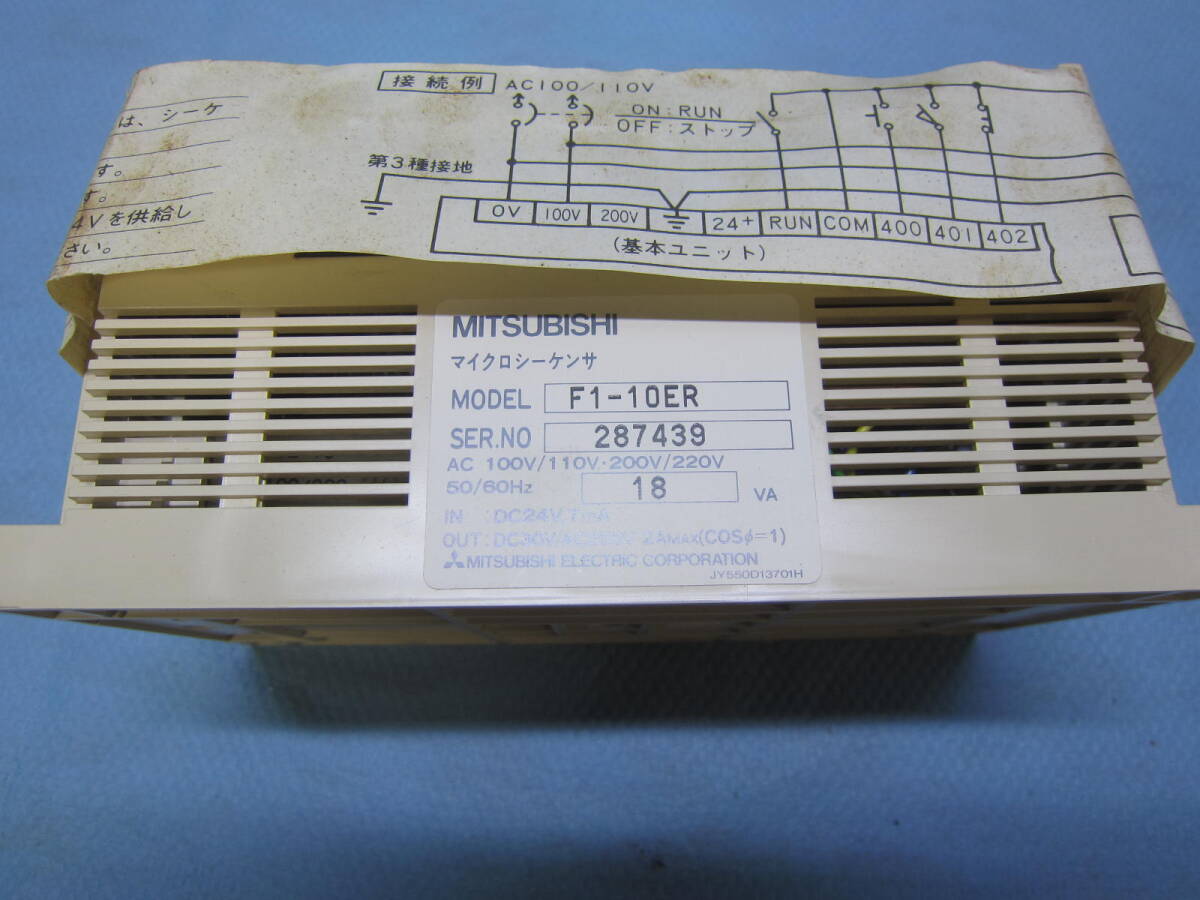 は、シーケ
す。
す。
4Vを供給し
さい。
接続例 AC100/110V
ON:RUN
OFF:ストップ
第3種接地
0V 100V 200V 24+ RUN COM 400 401 402
(基本ユニット)
MITSUBISHI
マイクロシーケンサ
MODEL F1-10ER
SER.NO 287439
AC 100V/110V・200V/220V
50/60Hz 18 VA
IN : DC24V
OUT: 2AMAX(COSφ=1)
MITSUBISHI ELECTRIC CORPORATION
JY550D13701H